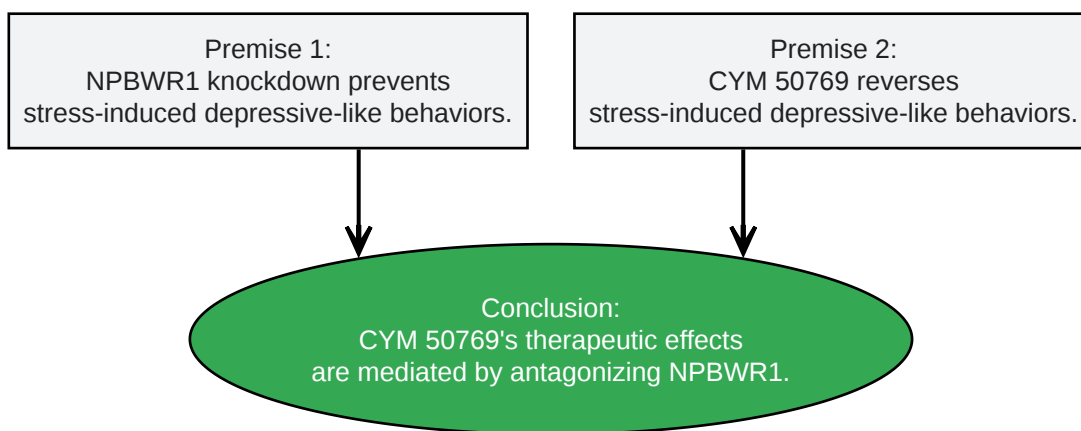 Premise 1:
NPBWR1 knockdown prevents
stress-induced depressive-like behaviors.
Premise 2:
CYM 50769 reverses
stress-induced depressive-like behaviors.
Conclusion:
CYM 50769's therapeutic effects
are mediated by antagonizing NPBWR1.